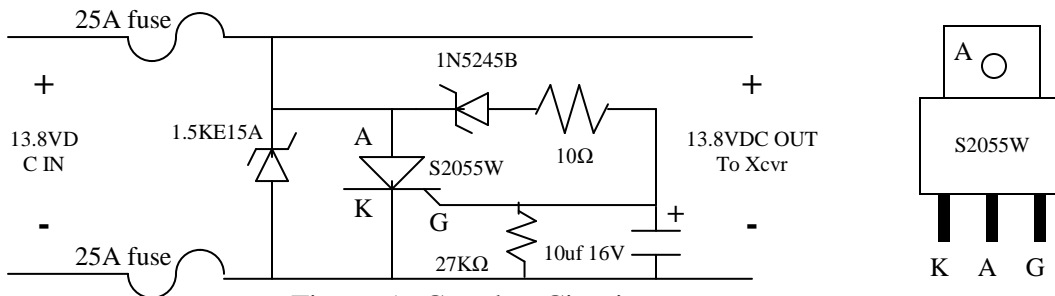 25A fuse
1N5245B
A
+
+
13.8VD
C IN
1.5KE15A
A
S2055W
10Ω
13.8VDC OUT
To Xcvr
S2055W
K
G
+
-
-
27KΩ
10uf 16V
25A fuse
K A G